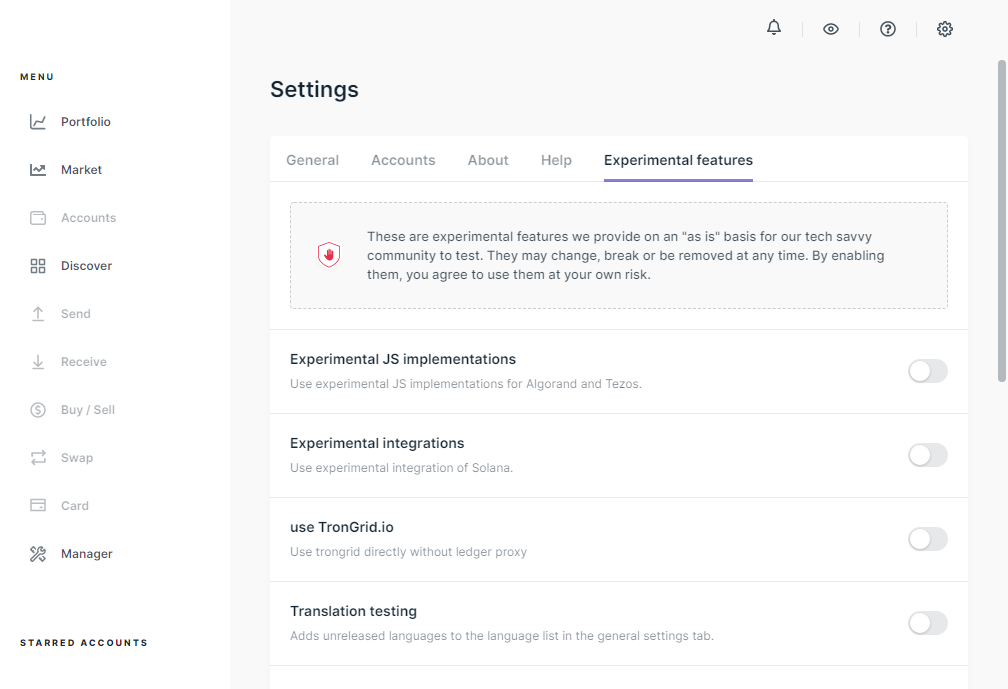 MENU
Portfolio
Market
Accounts
Discover
Send
Receive
Buy / Sell
Swap
Card
Manager
STARRED ACCOUNTS
Settings
General Accounts About Help Experimental features
These are experimental features we provide on an "as is" basis for our tech savvy
community to test. They may change, break or be removed at any time. By enabling
them, you agree to use them at your own risk.
Experimental JS implementations
Use experimental JS implementations for Algorand and Tezos.
Experimental integrations
Use experimental integration of Solana.
use TronGrid.io
Use trongrid directly without ledger proxy
Translation testing
Adds unreleased languages to the language list in the general settings tab.